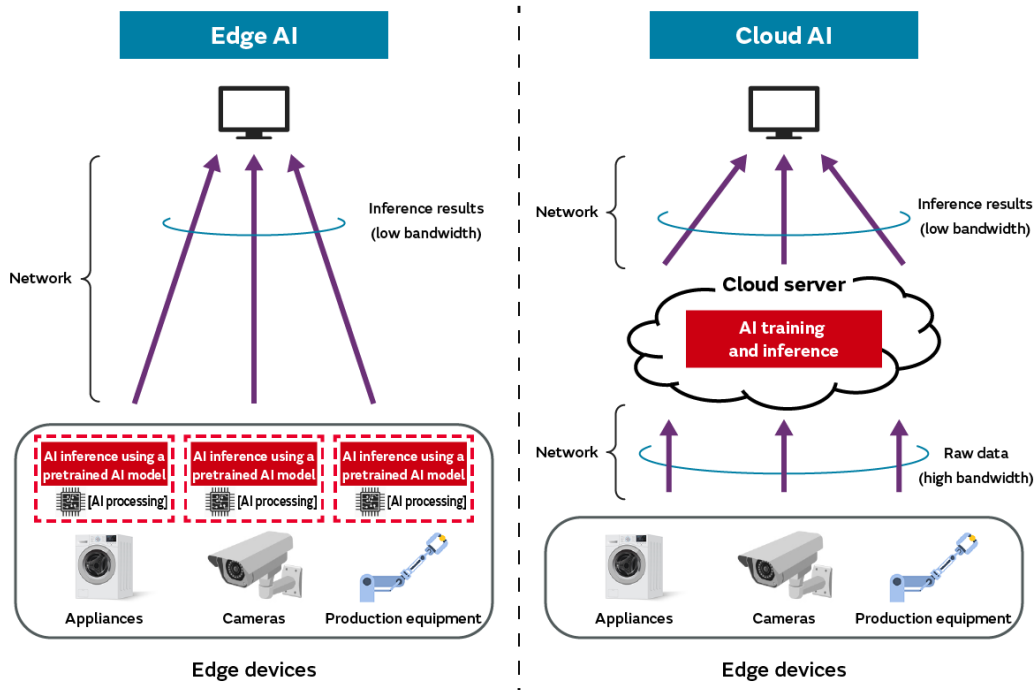 Edge AI
Network
Inference results
(low bandwidth)
AI inference using a
pretrained AI model
[AI processing]
AI inference using a
pretrained AI model
[AI processing]
AI inference using a
pretrained AI model
[AI processing]
Appliances
Cameras
Production equipment
Edge devices
Cloud AI
Network
Inference results
(low bandwidth)
Cloud server
AI training
and inference
Network
Raw data
(high bandwidth)
Appliances
Cameras
Production equipment
Edge devices